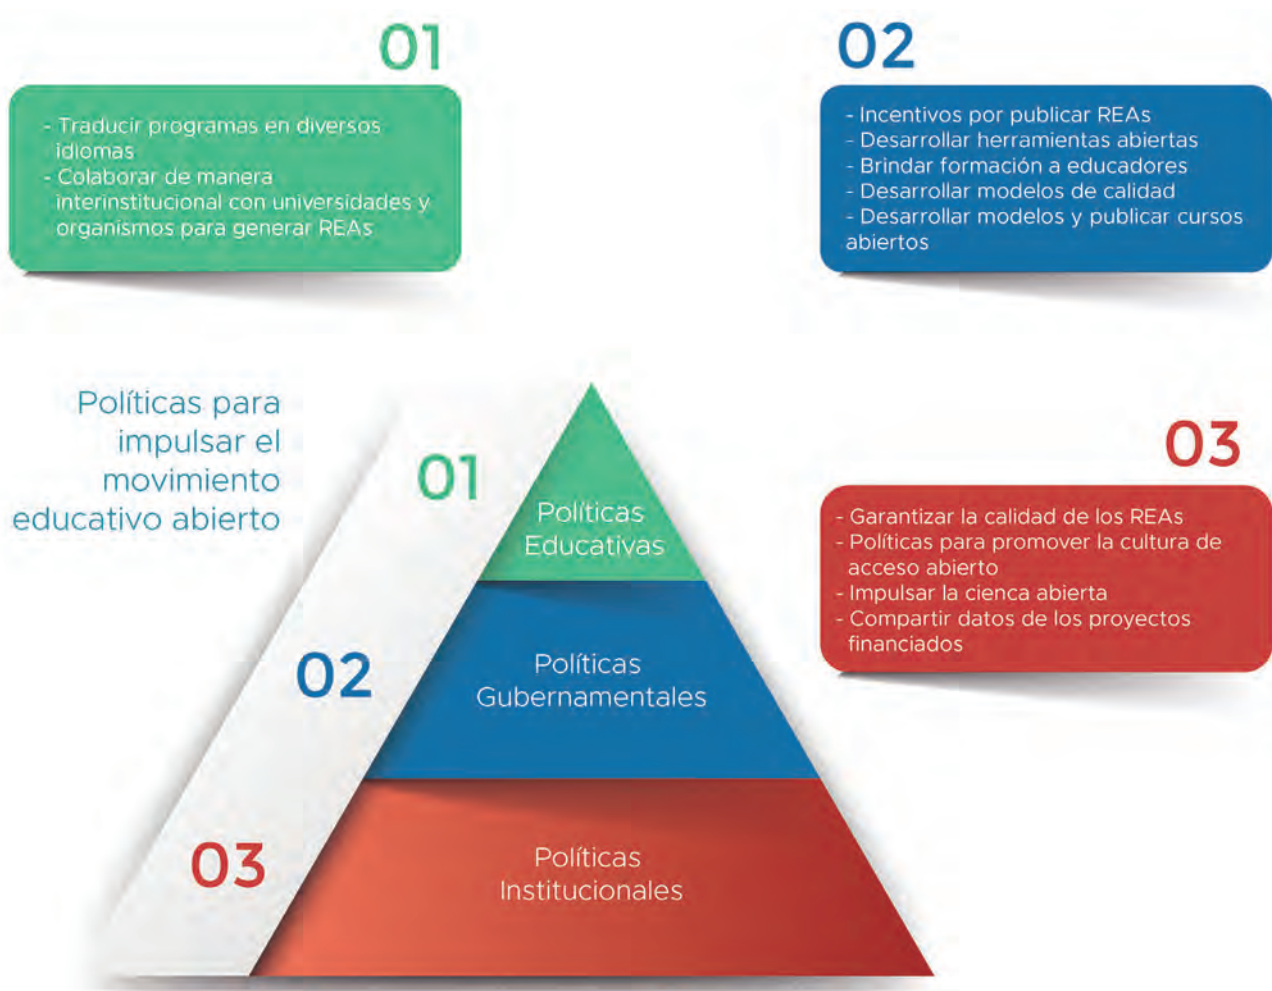 01
- Traducir programas en diversos
idiomas
- Colaborar de manera
interinstitucional con universidades y
organismos para generar REAs
02
- Incentivos por publicar REAs
- Desarrollar herramientas abiertas
- Brindar formación a educadores
- Desarrollar modelos de calidad
- Desarrollar modelos y publicar cursos
abiertos
Políticas para
impulsar el
movimiento
educativo abierto
01
Políticas
Educativas
02
Políticas
Gubernamentales
03
Políticas
Institucionales
03
- Garantizar la calidad de los REAs
- Políticas para promover la cultura de
acceso abierto
- Impulsar la cienca abierta
- Compartir datos de los proyectos
financiados